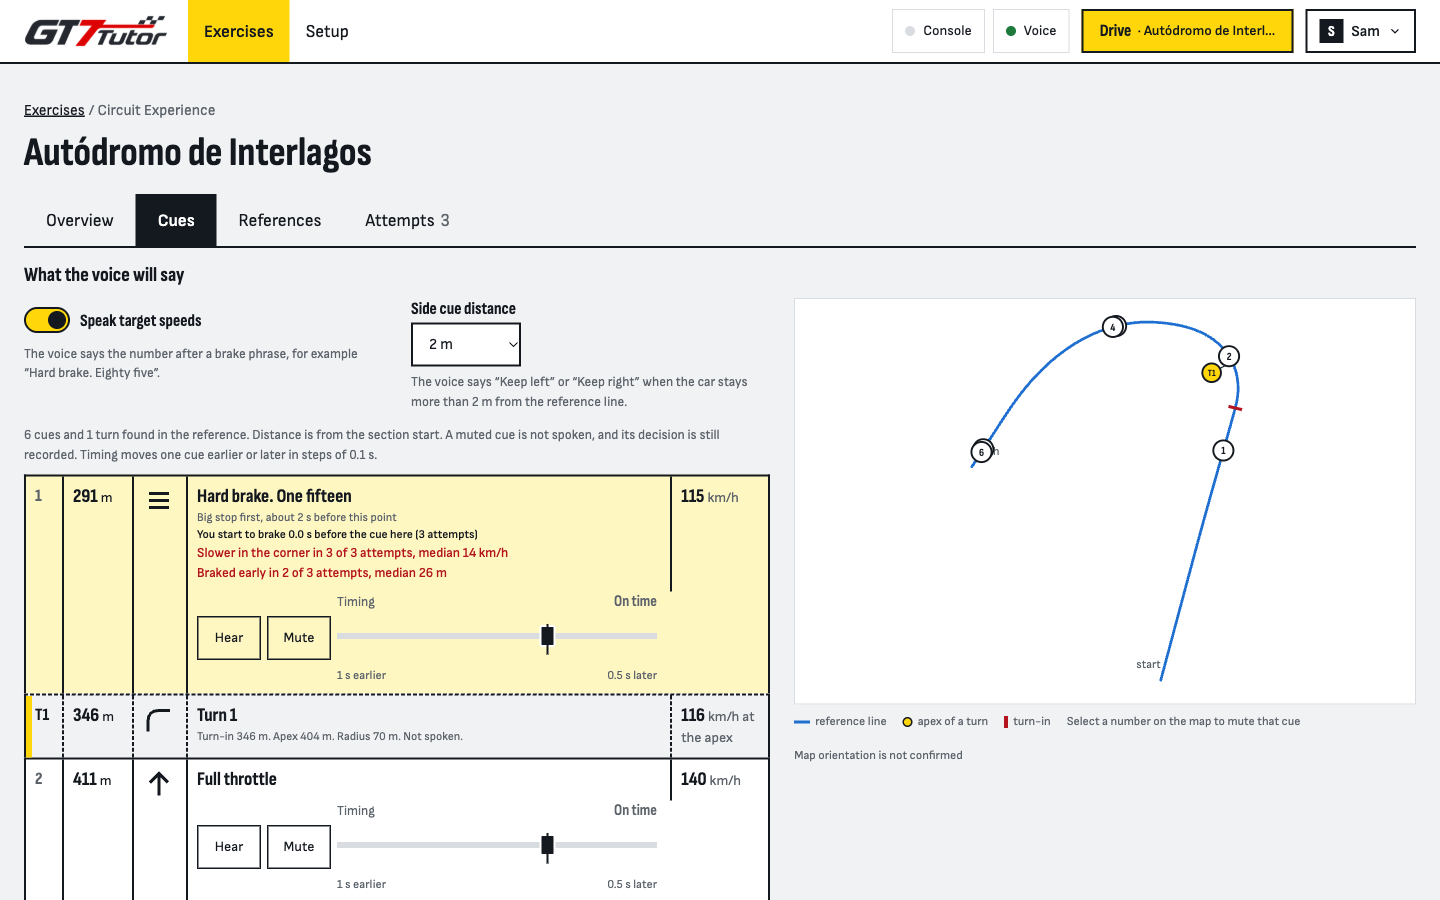 GT7 Tutor
Exercises
Setup
Console
Voice
Drive · Autódromo de Interl...
S
Sam
Exercises / Circuit Experience
Autódromo de Interlagos
Overview
Cues
References
Attempts 3
What the voice will say
Speak target speeds
The voice says the number after a brake phrase, for example
“Hard brake. Eighty five”.
Side cue distance
2 m
The voice says “Keep left” or “Keep right” when the car stays
more than 2 m from the reference line.
6 cues and 1 turn found in the reference. Distance is from the section start. A muted cue is not spoken, and its decision is still
recorded. Timing moves one cue earlier or later in steps of 0.1 s.
1
291 m
Hard brake. One fifteen
115 km/h
Big stop first, about 2 s before this point
You start to brake 0.0 s before the cue here (3 attempts)
Slower in the corner in 3 of 3 attempts, median 14 km/h
Braked early in 2 of 3 attempts, median 26 m
Timing
On time
Hear
Mute
1 s earlier
0.5 s later
T1
346 m
Turn 1
116 km/h at
the apex
Turn-in 346 m. Apex 404 m. Radius 70 m. Not spoken.
2
411 m
Full throttle
140 km/h
Timing
On time
Hear
Mute
1 s earlier
0.5 s later
4
2
T1
1
6
start
reference line
apex of a turn
turn-in
Select a number on the map to mute that cue
Map orientation is not confirmed